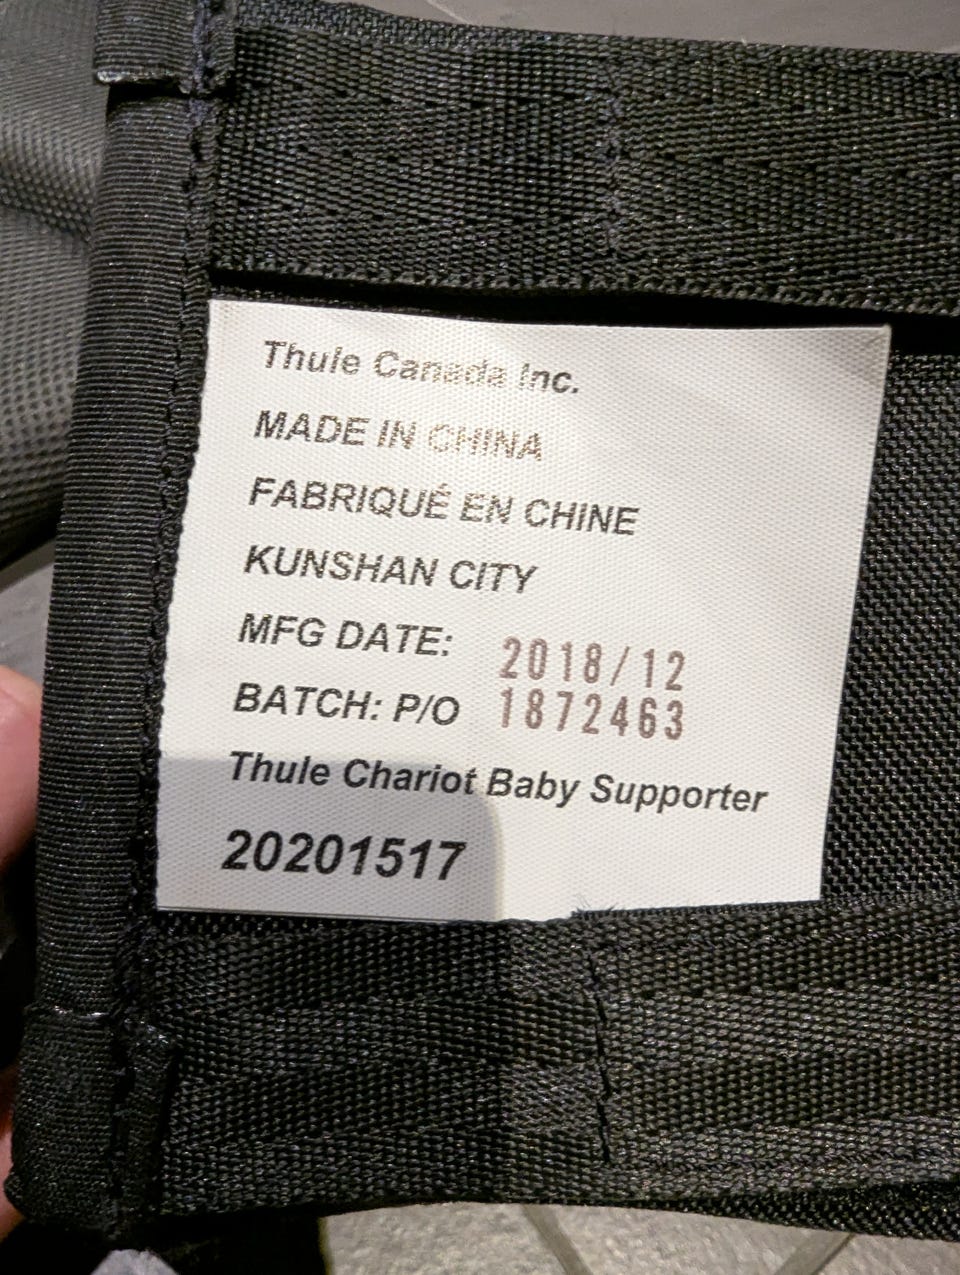 Thule Canada Inc.
MADE IN CHINA
FABRIQUÉ EN CHINE
KUNSHAN CITY
MFG DATE: 2018/12
BATCH: P/O 1872463
Thule Chariot Baby Supporter
20201517